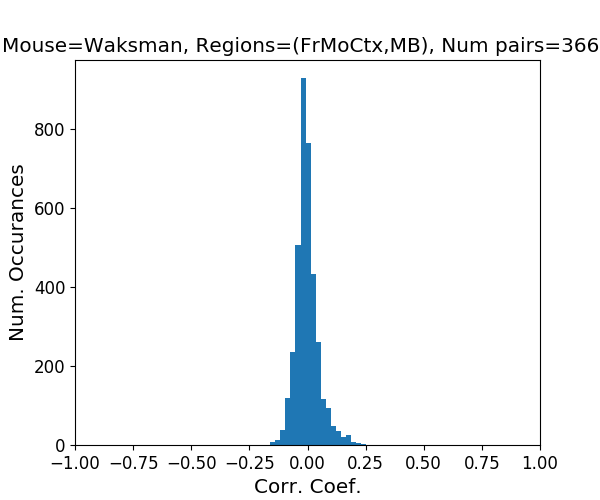 Mouse=Waksman, Regions=(FrMoCtx,MB), Num pairs=366
Num. Occurances
800
600
400
200
0
−1.00 −0.75 −0.50 −0.25 0.00 0.25 0.50 0.75 1.00
Corr. Coef.